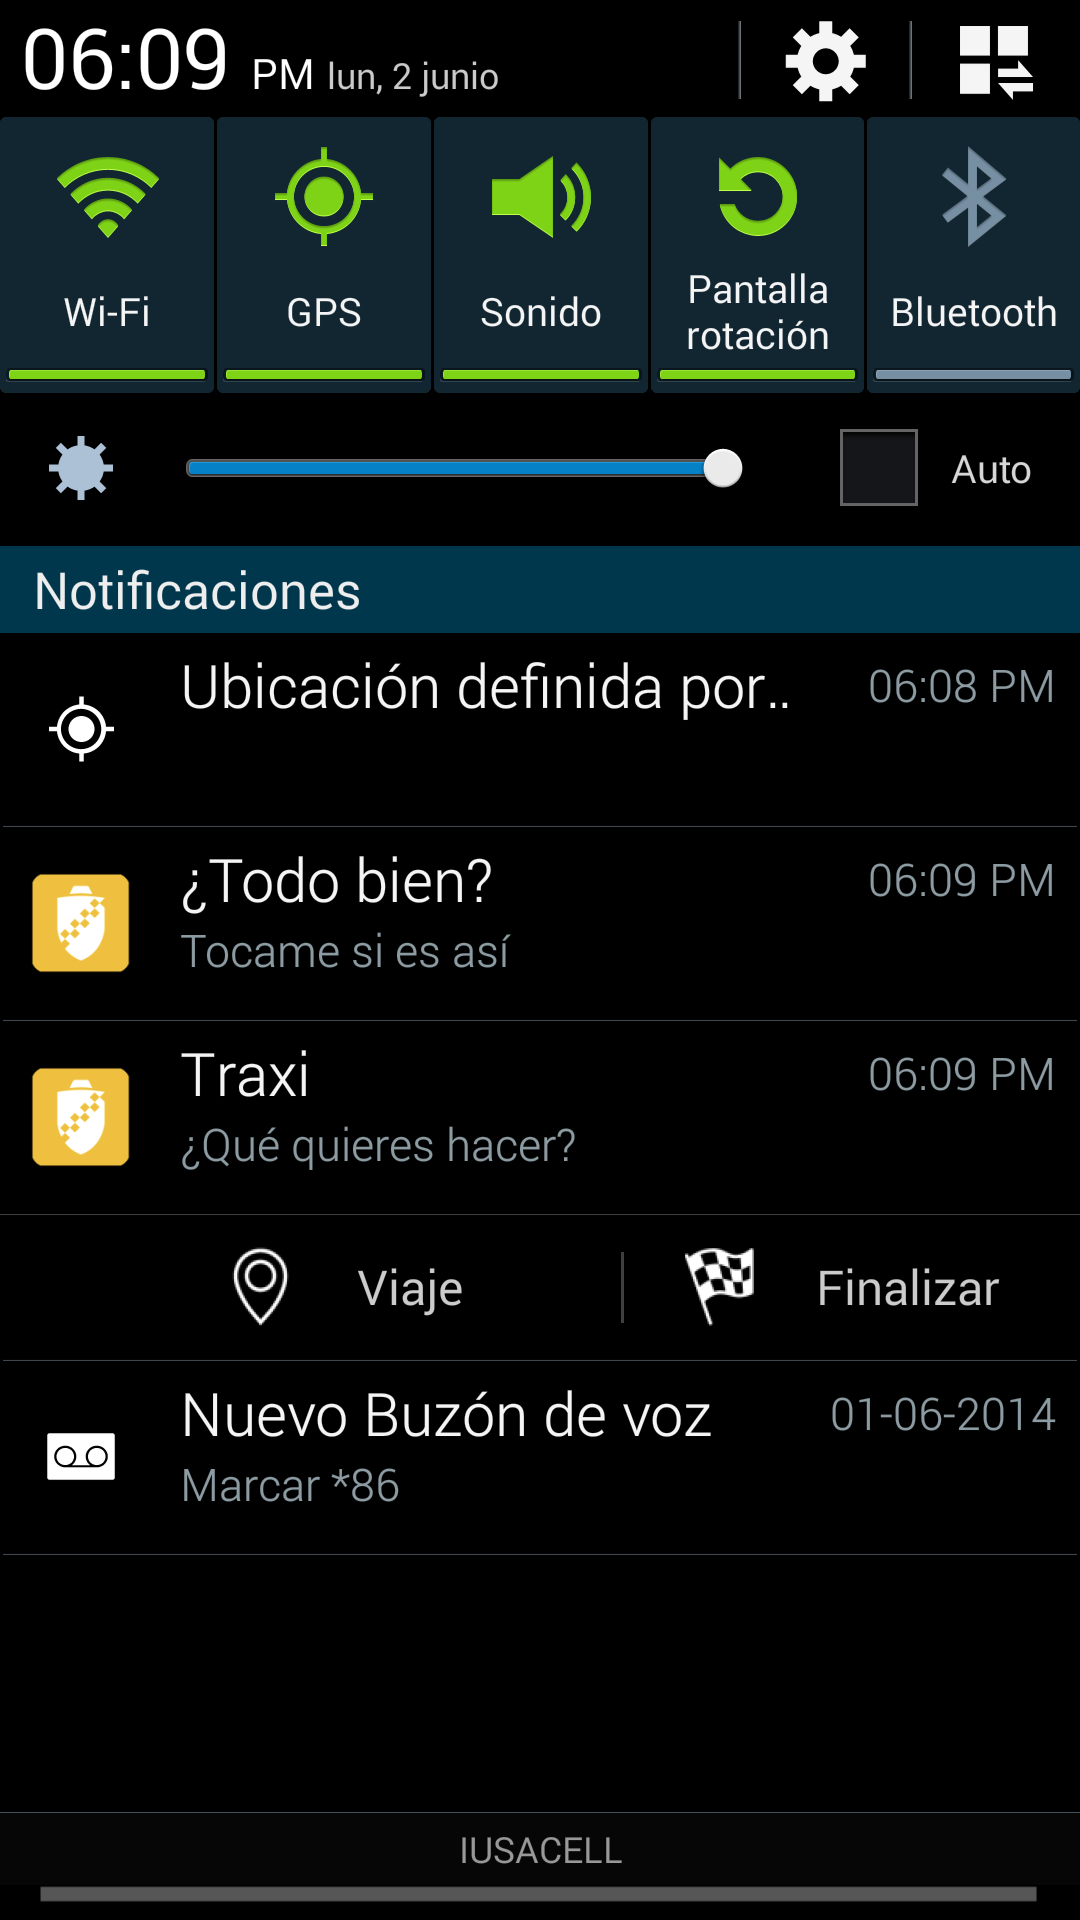 06:09 PM lun, 2 junio
Wi-Fi
GPS
Sonido
Pantalla
rotación
Bluetooth
Auto
Notificaciones
Ubicación definida por.. 06:08 PM
¿Todo bien? 06:09 PM
Tocame si es así
Traxi 06:09 PM
¿Qué quieres hacer?
Viaje
Finalizar
Nuevo Buzón de voz 01-06-2014
Marcar *86
IUSACELL